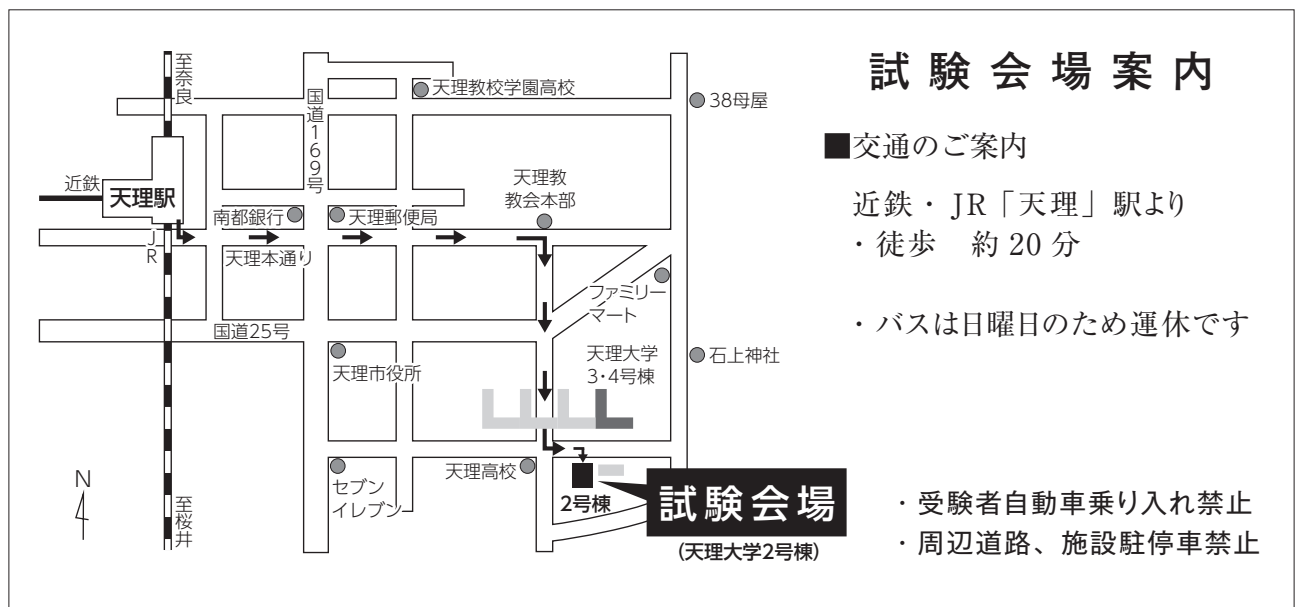 試験会場案内
■交通のご案内
近鉄・JR「天理」駅より
・徒歩 約20分
・バスは日曜日のため運休です
・受験者自動車乗り入れ禁止
・周辺道路、施設駐停車禁止
至奈良
国道169号
天理教校学園高校
38母屋
近鉄
天理駅
天理教
教会本部
南都銀行
天理郵便局
JR
天理本通り
ファミリー
マート
国道25号
天理市役所
天理大学
3・4号棟
石上神社
N
至桜井
セブン
イレブン
天理高校
2号棟
試験会場
(天理大学2号棟)